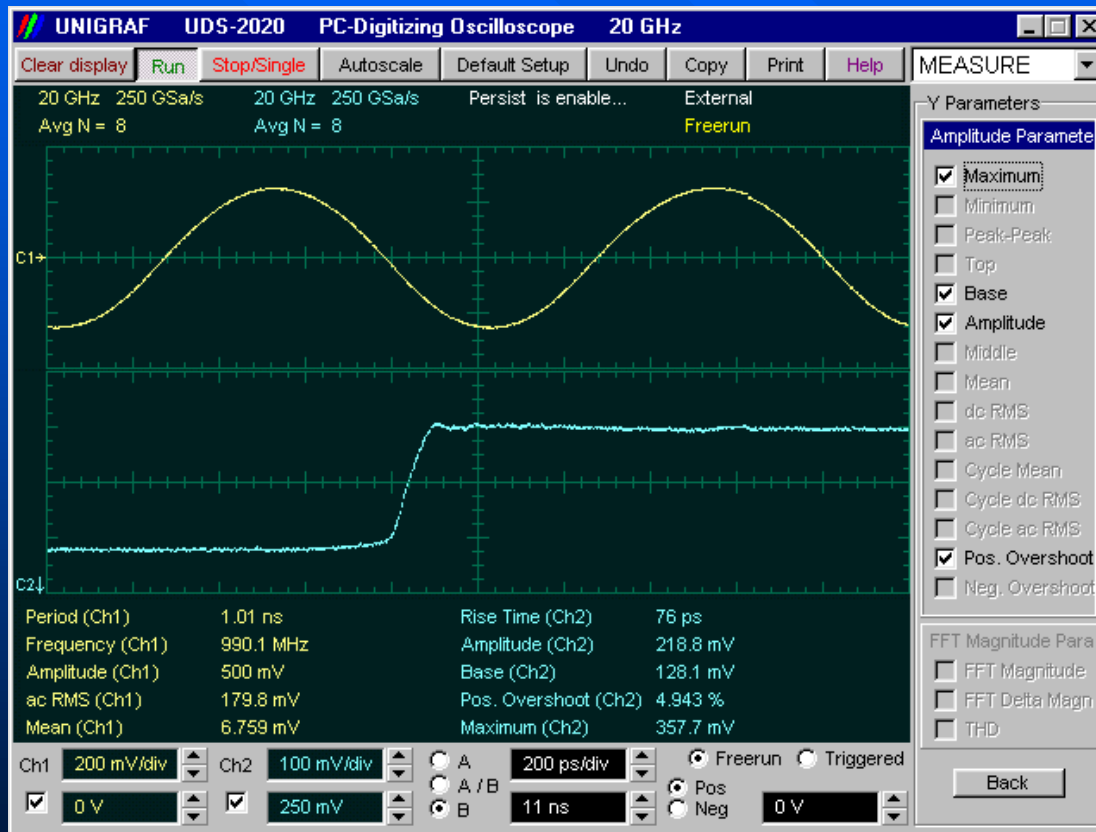 UNIGRAF UDS-2020 PC-Digitizing Oscilloscope 20 GHz
Clear display Run Stop/Single Autoscale Default Setup Undo Copy Print Help MEASURE
20 GHz 250 GSa/s 20 GHz 250 GSa/s Persist is enable... External
Avg N = 8 Avg N = 8 Freerun
C1
C2
Period (Ch1) 1.01 ns Rise Time (Ch2) 76 ps
Frequency (Ch1) 990.1 MHz Amplitude (Ch2) 218.8 mV
Amplitude (Ch1) 500 mV Base (Ch2) 128.1 mV
ac RMS (Ch1) 179.8 mV Pos. Overshoot (Ch2) 4.943 %
Mean (Ch1) 6.759 mV Maximum (Ch2) 357.7 mV
Ch1 200 mV/div Ch2 100 mV/div A 200 ps/div Freerun Triggered
A / B Pos
0 V 250 mV B 11 ns Neg 0 V
Y Parameters
Amplitude Paramete
Maximum
Minimum
Peak-Peak
Top
Base
Amplitude
Middle
Mean
dc RMS
ac RMS
Cycle Mean
Cycle dc RMS
Cycle ac RMS
Pos. Overshoot
Neg. Overshoot
FFT Magnitude Para
FFT Magnitude
FFT Delta Magn
THD
Back